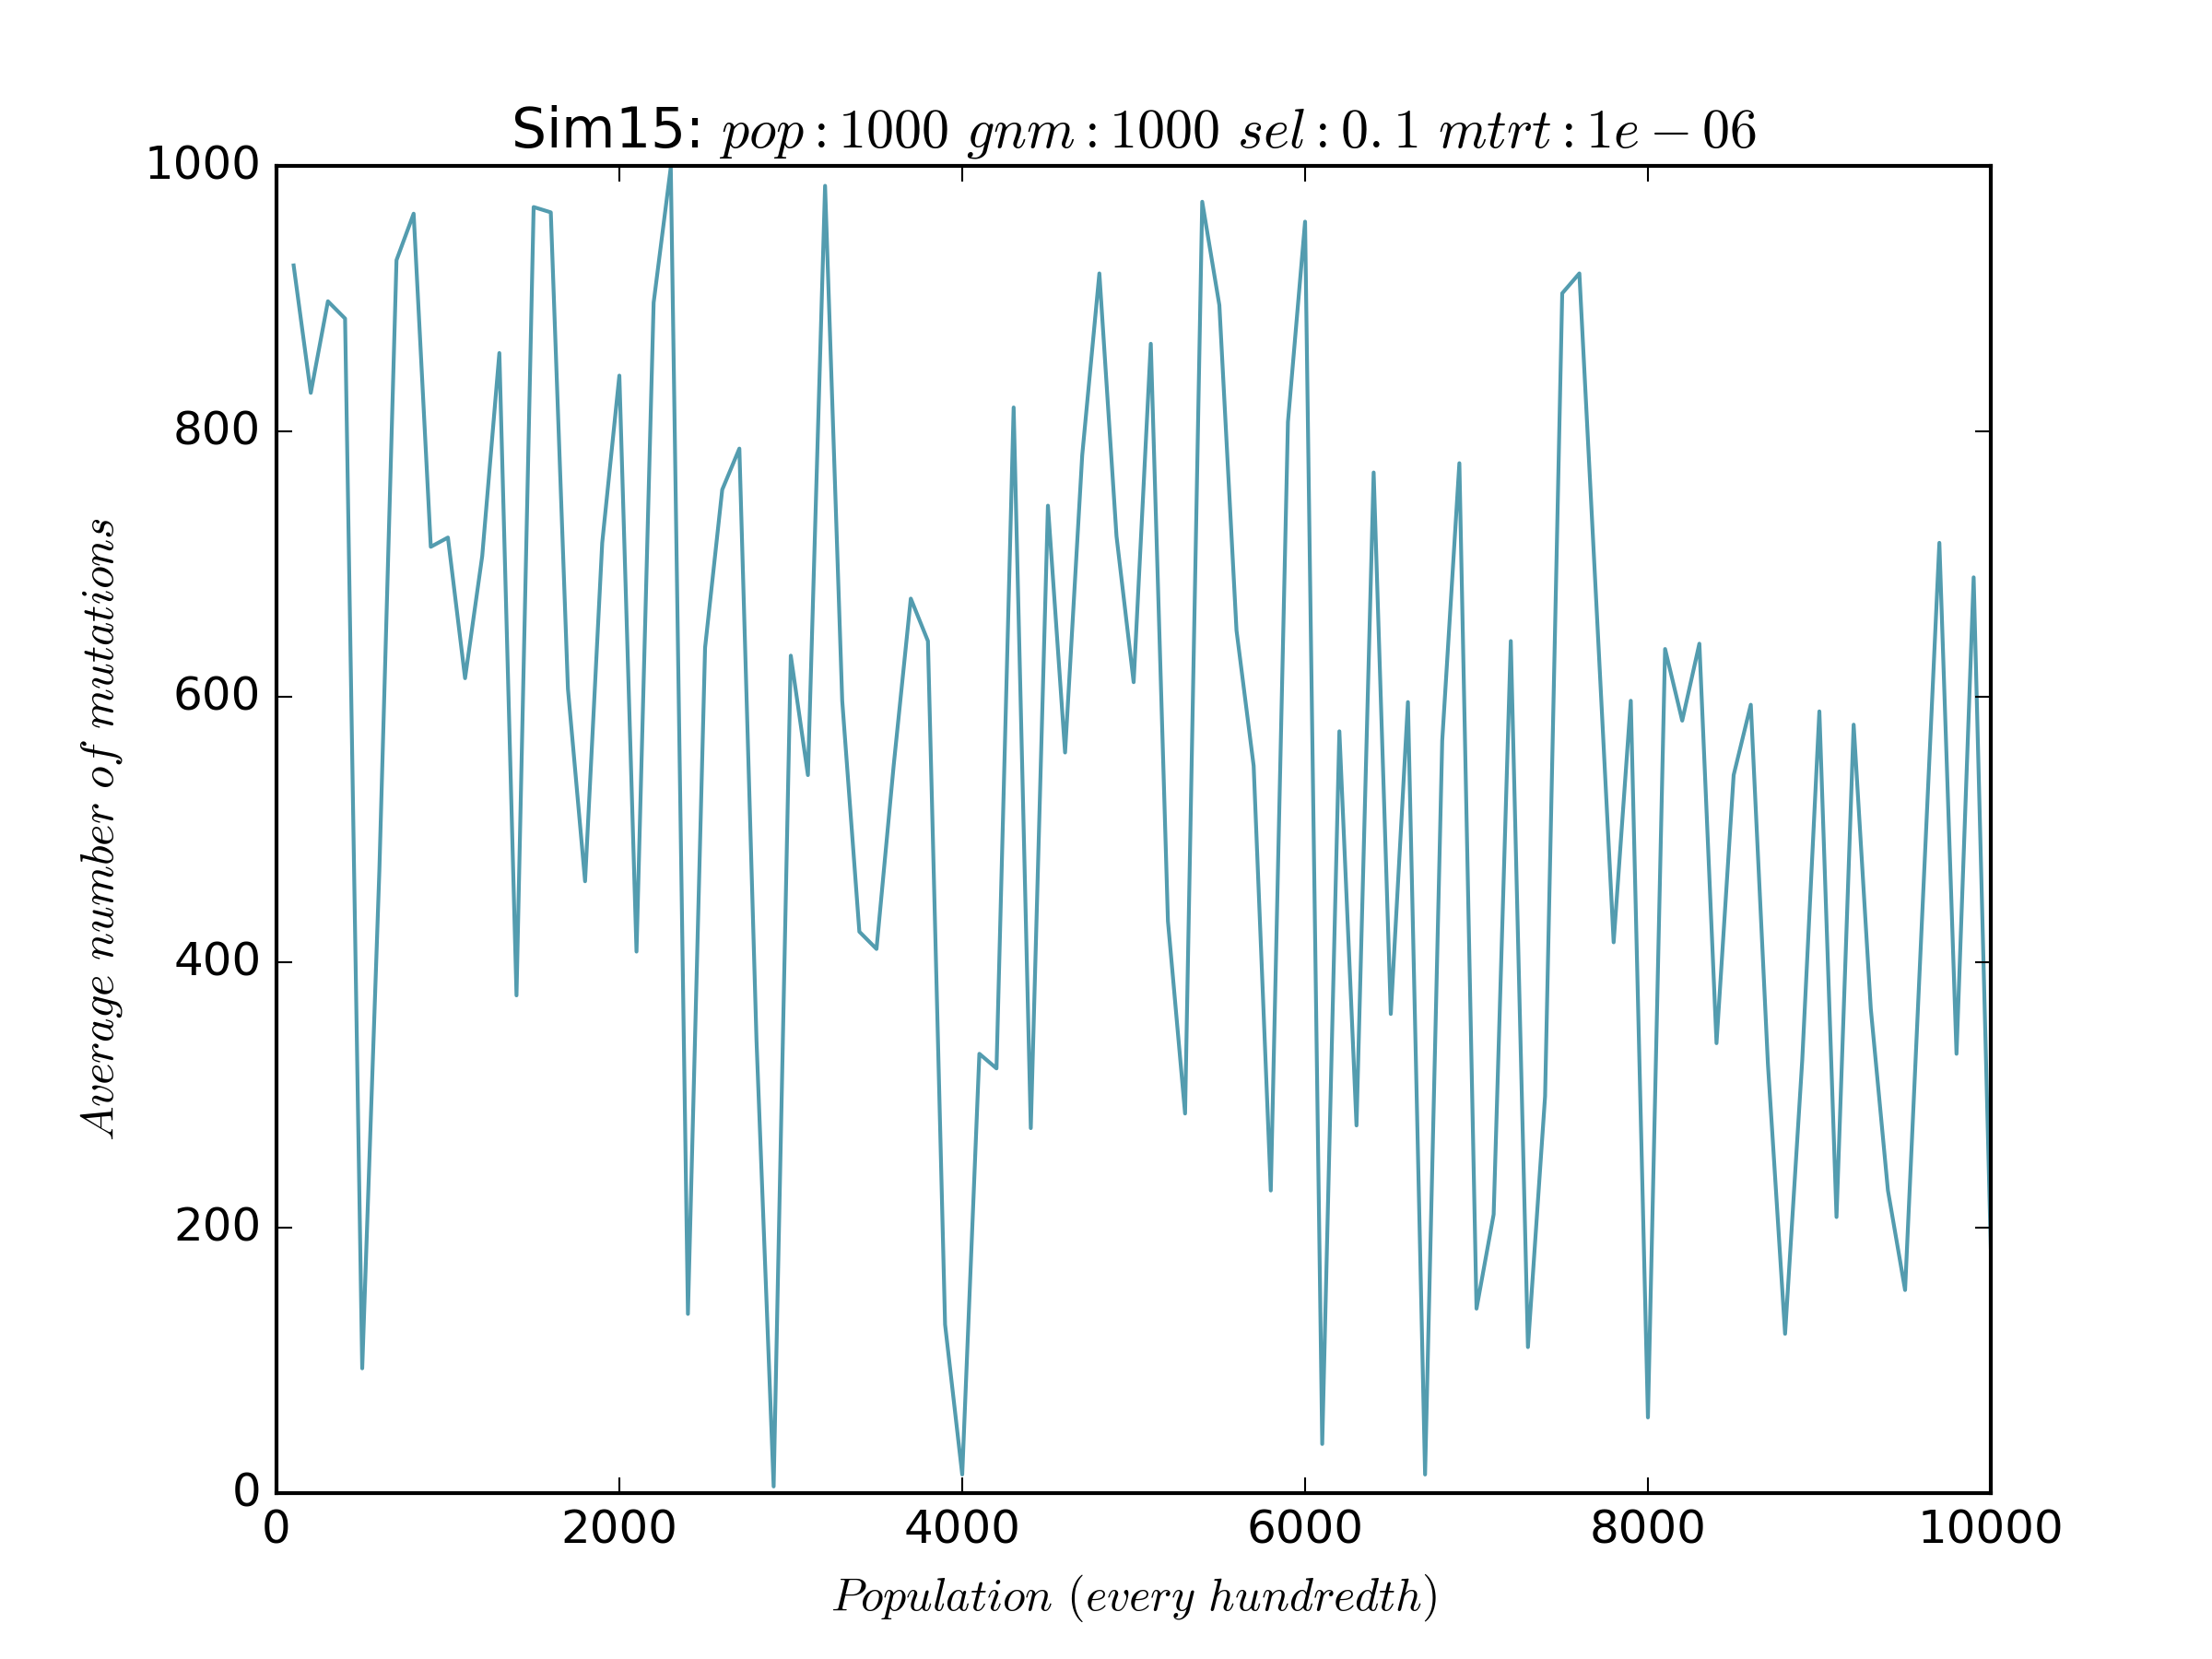 Sim15: pop : 1000 gnm : 1000 sel : 0.1 mtrt : 1e − 06
1000
800
600
400
200
0
Average number of mutations
0 2000 4000 6000 8000 10000
Population (every hundredth)